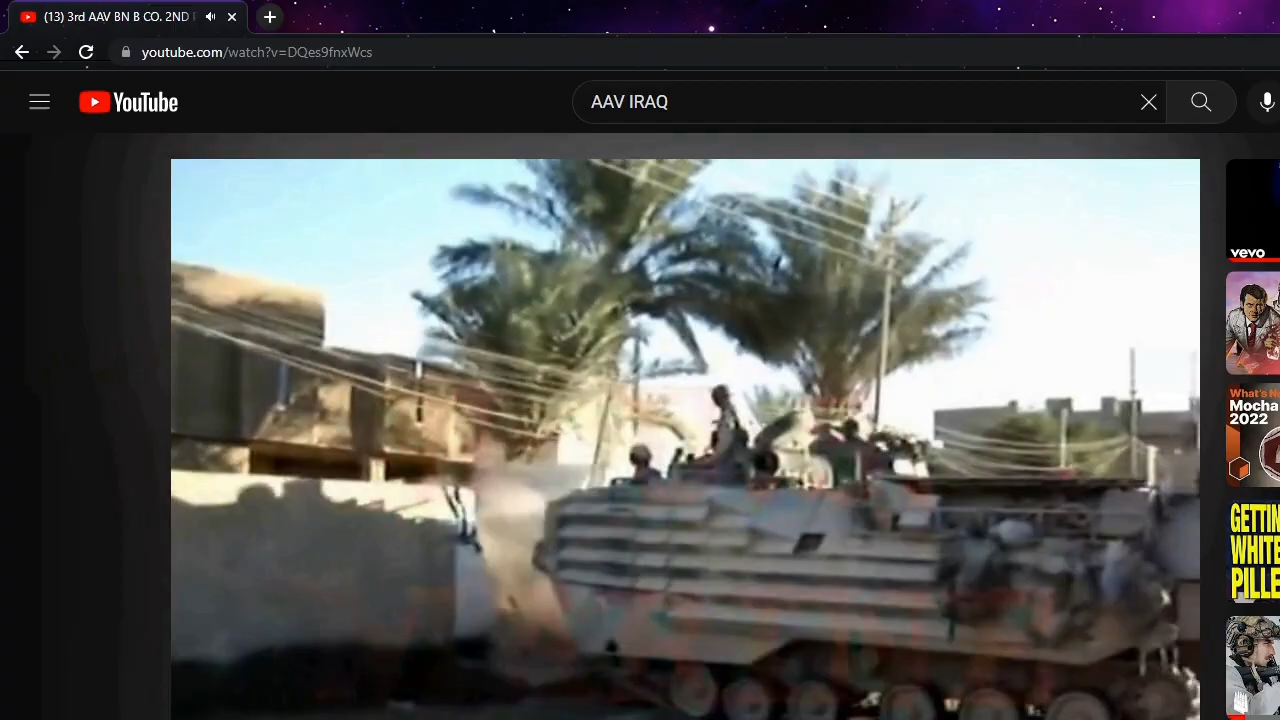 (13) 3rd AAV BN B CO. 2ND
youtube.com/watch?v=DQes9fnxWcs
YouTube
AAV IRAQ
vevo
What's
Mocha
2022
GETTIN
WHITE
PILLE